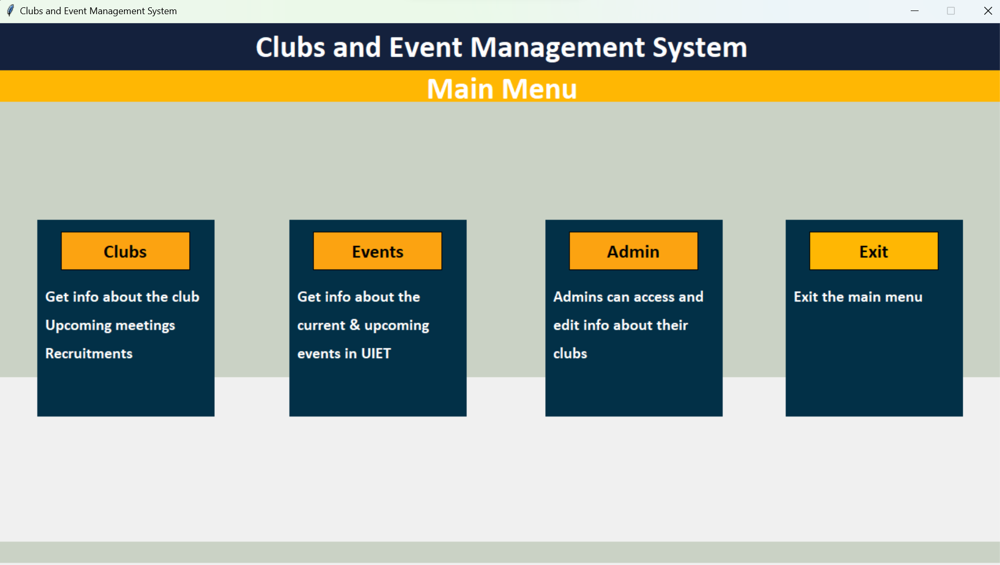 Clubs and Event Management System
Clubs and Event Management System
Main Menu
Clubs
Get info about the club
Upcoming meetings
Recruitments
Events
Get info about the
current & upcoming
events in UIET
Admin
Admins can access and
edit info about their
clubs
Exit
Exit the main menu